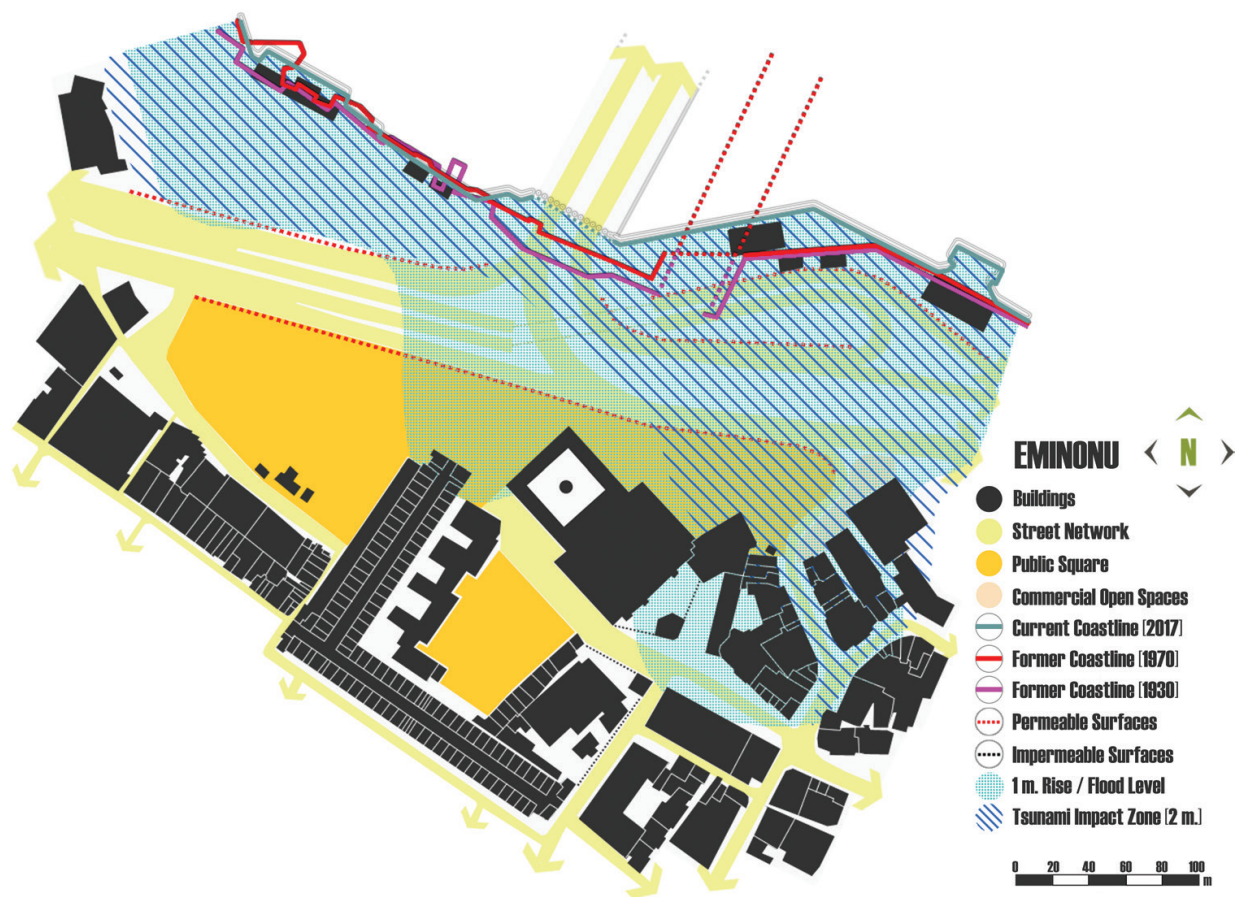 EMINONU
N
Buildings
Street Network
Public Square
Commercial Open Spaces
Current Coastline [2017]
Former Coastline [1970]
Former Coastline [1930]
Permeable Surfaces
Impermeable Surfaces
1 m. Rise / Flood Level
Tsunami Impact Zone [2 m.]
0 20 40 60 80 100
m